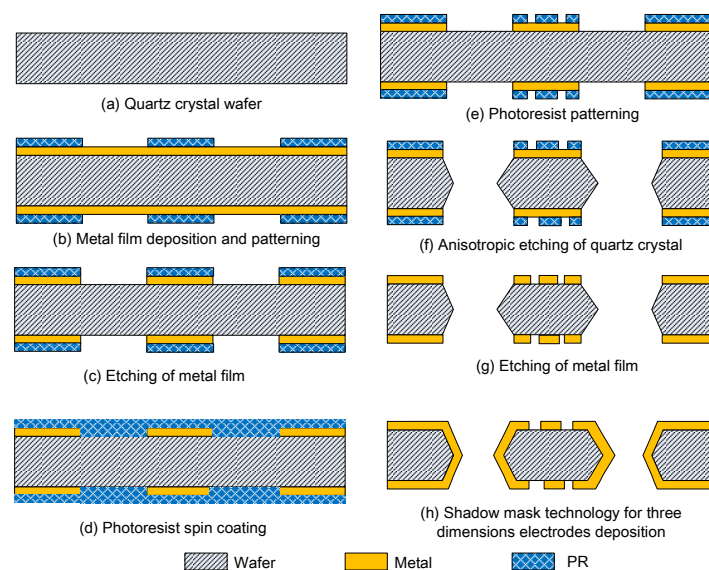 (a) Quartz crystal wafer
(b) Metal film deposition and patterning
(c) Etching of metal film
(d) Photoresist spin coating
(e) Photoresist patterning
(f) Anisotropic etching of quartz crystal
(g) Etching of metal film
(h) Shadow mask technology for three
dimensions electrodes deposition
Wafer Metal PR